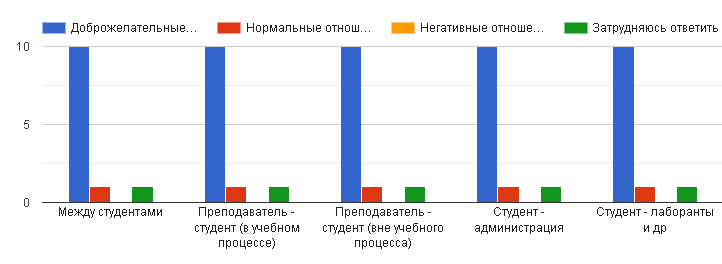 Доброжелательные... Нормальные отнош... Негативные отноше... Затрудняюсь ответить
10
5
0
Между студентами
Преподаватель -
студент (в учебном
процессе)
Преподаватель -
студент (вне учебного
процесса)
Студент -
администрация
Студент - лаборанты
и др